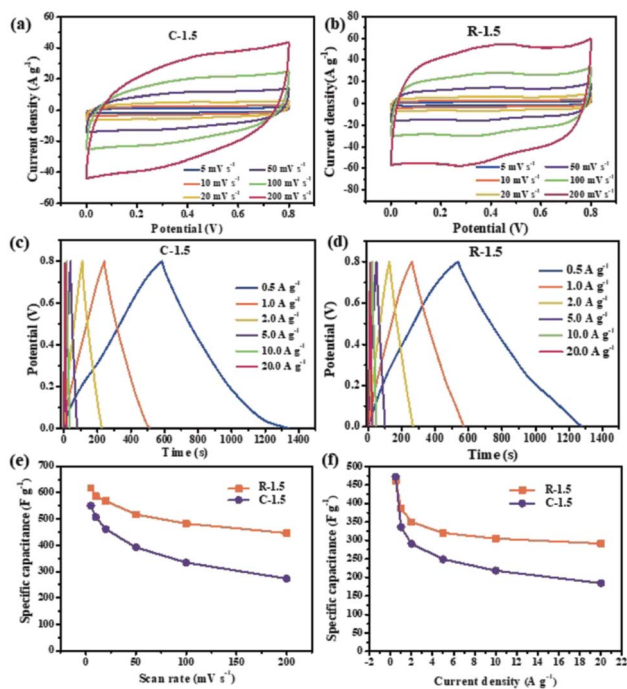 (a)
C-1.5
Current density (A g⁻¹)
60
40
20
0
-20
-40
-60
5 mV s⁻¹
10 mV s⁻¹
20 mV s⁻¹
50 mV s⁻¹
100 mV s⁻¹
200 mV s⁻¹
0.0 0.2 0.4 0.6 0.8
Potential (V)
(b)
R-1.5
Current density(A g⁻¹)
80
60
40
20
0
-20
-40
-60
-80
5 mV s⁻¹
10 mV s⁻¹
20 mV s⁻¹
50 mV s⁻¹
100 mV s⁻¹
200 mV s⁻¹
0.0 0.2 0.4 0.6 0.8
Potential (V)
(c)
C-1.5
Potential (V)
0.8
0.6
0.4
0.2
0.0
0.5 A g⁻¹
1.0 A g⁻¹
2.0 A g⁻¹
5.0 A g⁻¹
10.0 A g⁻¹
20.0 A g⁻¹
0 200 400 600 800 1000 1200 1400
Time (s)
(d)
R-1.5
Potential (V)
0.8
0.6
0.4
0.2
0.0
0.5 A g⁻¹
1.0 A g⁻¹
2.0 A g⁻¹
5.0 A g⁻¹
10.0 A g⁻¹
20.0 A g⁻¹
0 200 400 600 800 1000 1200 1400
Time (s)
(e)
Specific capacitance (F g⁻¹)
700
600
500
400
300
200
100
0
R-1.5
C-1.5
0 50 100 150 200
Scan rate (mV s⁻¹)
(f)
Specific capacitance (F g⁻¹)
500
450
400
350
300
250
200
150
100
50
0
R-1.5
C-1.5
-2 0 2 4 6 8 10 12 14 16 18 20 22
Current density (A g⁻¹)